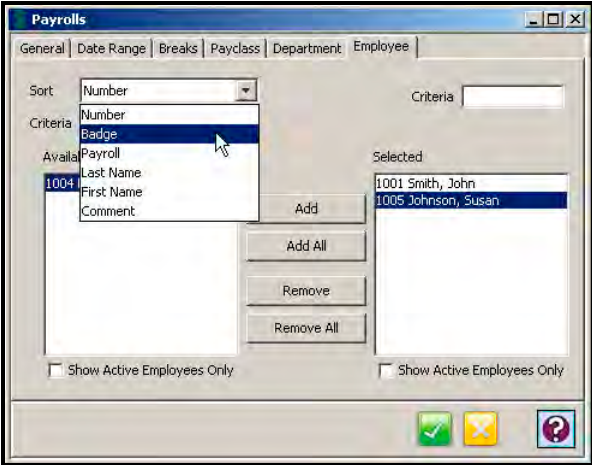 Payrolls
General Date Range Breaks Payclass Department Employee
Sort Number
Criteria
Number
Criteria
Badge
Payroll
Selected
Last Name
1004
1001 Smith, John
First Name
1005 Johnson, Susan
Comment
Add
Add All
Remove
Remove All
Show Active Employees Only
Show Active Employees Only
?